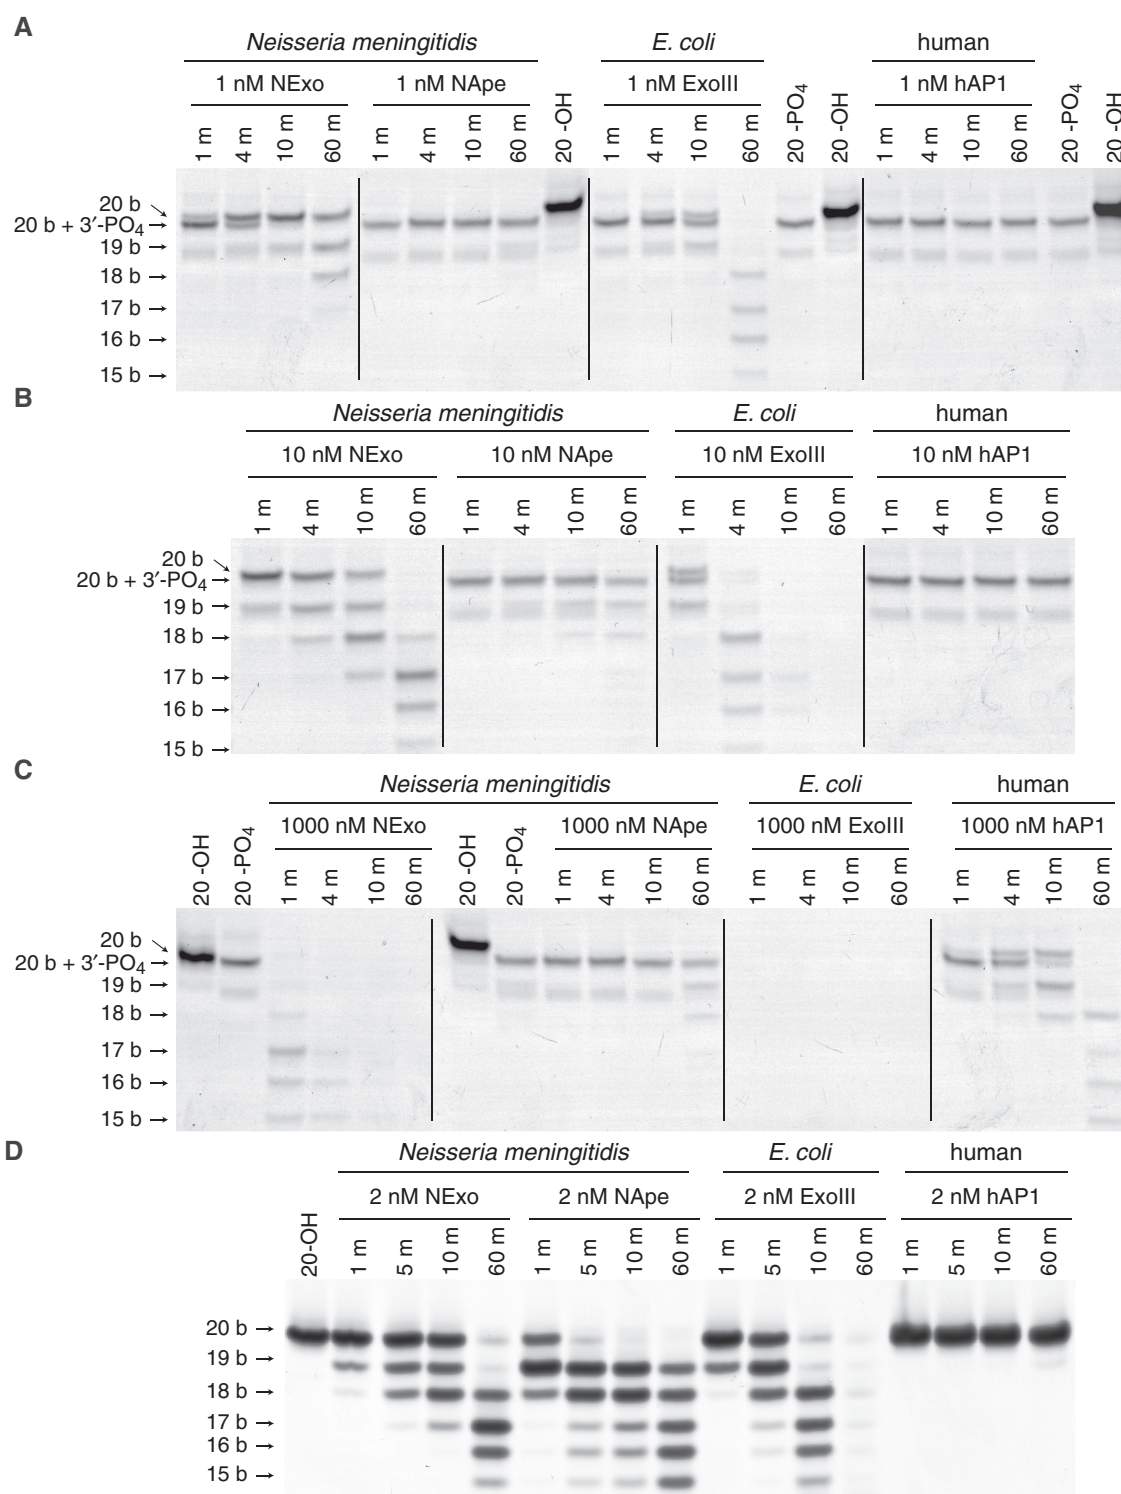 A
Neisseria meningitidis E. coli human
1 nM NExo 1 nM NApe 20 -OH 1 nM ExoIII 20 -PO4 20 -OH 1 nM hAP1 20 -PO4 20 -OH
1 m 4 m 10 m 60 m 1 m 4 m 10 m 60 m 1 m 4 m 10 m 60 m 1 m 4 m 10 m 60 m
20 b
20 b + 3′-PO4
19 b
18 b
17 b
16 b
15 b
B
Neisseria meningitidis E. coli human
10 nM NExo 10 nM NApe 10 nM ExoIII 10 nM hAP1
1 m 4 m 10 m 60 m 1 m 4 m 10 m 60 m 1 m 4 m 10 m 60 m 1 m 4 m 10 m 60 m
20 b
20 b + 3′-PO4
19 b
18 b
17 b
16 b
15 b
C
Neisseria meningitidis E. coli human
20 -OH 20 -PO4 1000 nM NExo 20 -OH 20 -PO4 1000 nM NApe 1000 nM ExoIII 1000 nM hAP1
1 m 4 m 10 m 60 m 1 m 4 m 10 m 60 m 1 m 4 m 10 m 60 m 1 m 4 m 10 m 60 m
20 b
20 b + 3′-PO4
19 b
18 b
17 b
16 b
15 b
D
Neisseria meningitidis E. coli human
20-OH 2 nM NExo 2 nM NApe 2 nM ExoIII 2 nM hAP1
1 m 5 m 10 m 60 m 1 m 5 m 10 m 60 m 1 m 5 m 10 m 60 m 1 m 5 m 10 m 60 m
20 b
19 b
18 b
17 b
16 b
15 b